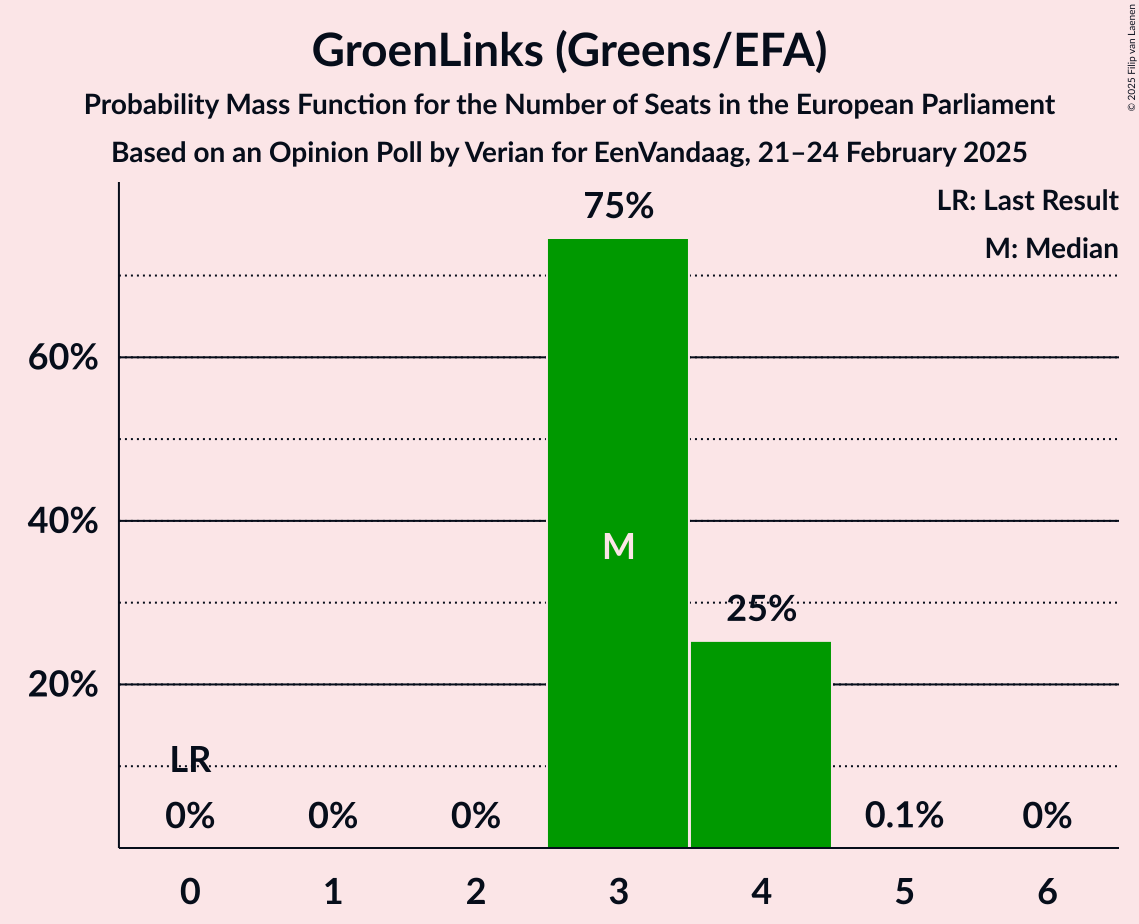 GroenLinks (Greens/EFA)
Probability Mass Function for the Number of Seats in the European Parliament
Based on an Opinion Poll by Verian for EenVandaag, 21–24 February 2025
© 2025 Filip van Laenen
LR: Last Result
M: Median
75%
60%
40%
M
25%
20%
LR
0% 0% 0% 0.1% 0%
0 1 2 3 4 5 6